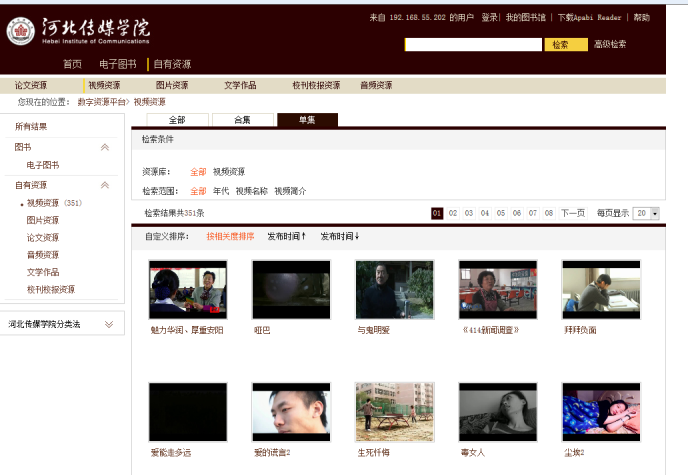 河北传媒学院
Hebei Institute of Communications
来自 192.168.55.202 的用户 登录| 我的图书馆 | 下载Apabi Reader | 帮助
检索 高级检索
首页 电子图书 自有资源
论文资源 视频资源 图片资源 文学作品 校刊校报资源 音频资源
您现在的位置: 数字资源平台> 视频资源
所有结果
图书
电子图书
自有资源
视频资源 (351)
图片资源
论文资源
音频资源
文学作品
校刊校报资源
河北传媒学院分类法
全部 合集 单集
检索条件
资源库: 全部 视频资源
检索范围: 全部 年代 视频名称 视频简介
检索结果共351条 01 02 03 04 05 06 07 08 下一页 每页显示 20
自定义排序: 按相关度排序 发布时间↑ 发布时间↓
魅力华润、厚重安阳 哑巴 与鬼明爱 《414新闻调查》 拜拜负面
爱能走多远 爱的谎言2 生死忏悔 毒女人 尘埃2